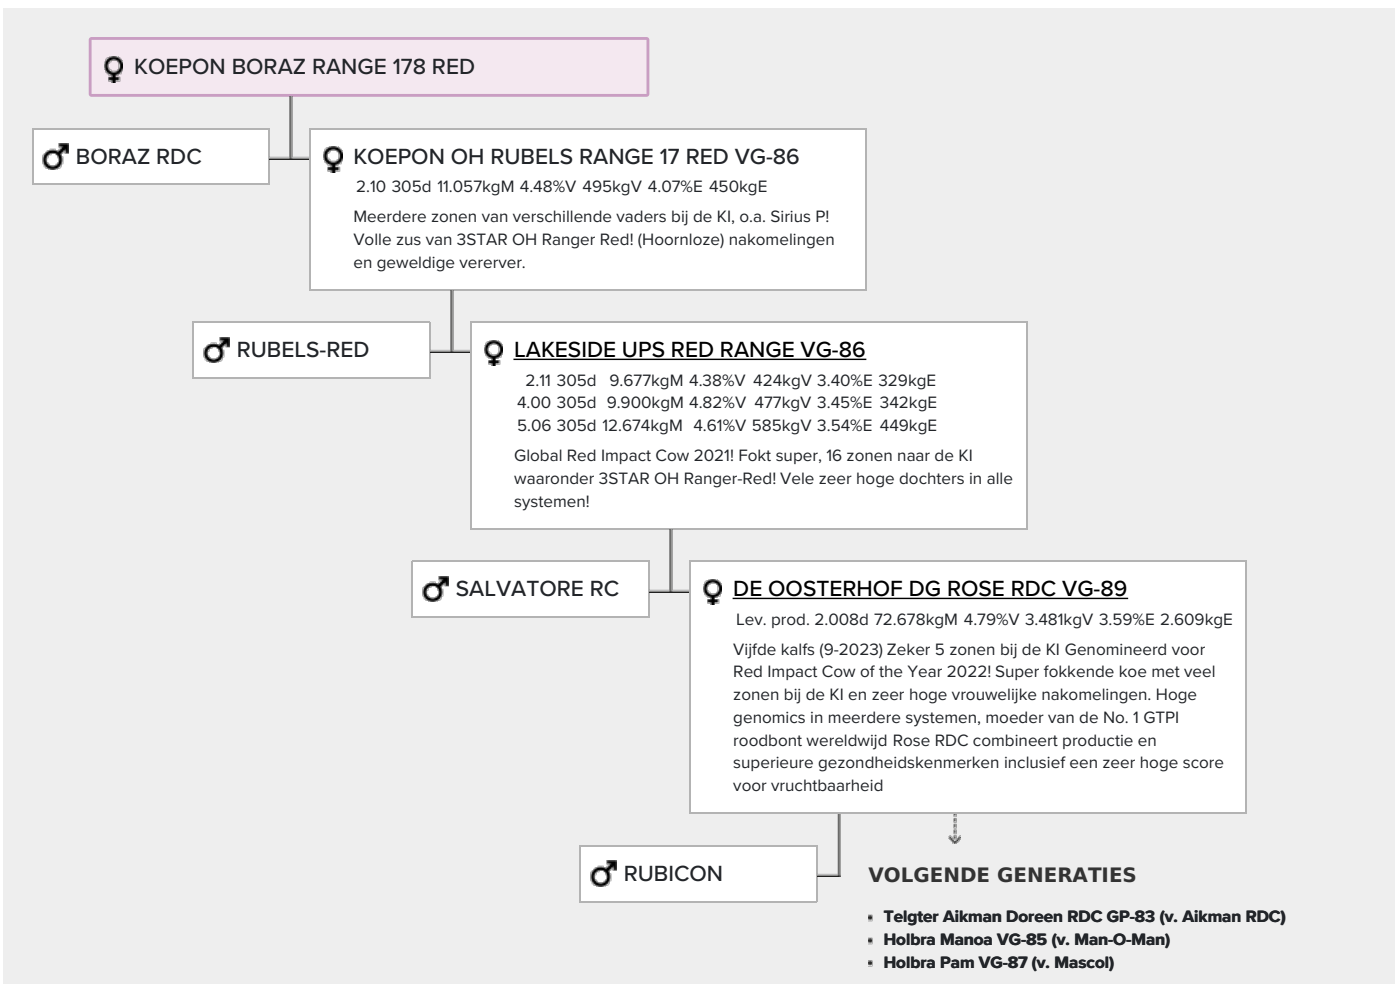 KOEPON BORAZ RANGE 178 RED
BORAZ RDC
KOEPON OH RUBELS RANGE 17 RED VG-86
2.10 305d 11.057kgM 4.48%V 495kgV 4.07%E 450kgE
Meerdere zonen van verschillende vaders bij de KI, o.a. Sirius P!
Volle zus van 3STAR OH Ranger Red! (Hoornloze) nakomelingen
en geweldige vererver.
RUBELS-RED
LAKESIDE UPS RED RANGE VG-86
2.11 305d 9.677kgM 4.38%V 424kgV 3.40%E 329kgE
4.00 305d 9.900kgM 4.82%V 477kgV 3.45%E 342kgE
5.06 305d 12.674kgM 4.61%V 585kgV 3.54%E 449kgE
Global Red Impact Cow 2021! Fokt super, 16 zonen naar de KI
waaronder 3STAR OH Ranger-Red! Vele zeer hoge dochters in alle
systemen!
SALVATORE RC
DE OOSTERHOF DG ROSE RDC VG-89
Lev. prod. 2.008d 72.678kgM 4.79%V 3.481kgV 3.59%E 2.609kgE
Vijfde kalfs (9-2023) Zeker 5 zonen bij de KI Genomineerd voor
Red Impact Cow of the Year 2022! Super fokkende koe met veel
zonen bij de KI en zeer hoge vrouwelijke nakomelingen. Hoge
genomics in meerdere systemen, moeder van de No. 1 GTPI
roodbont wereldwijd Rose RDC combineert productie en
superieure gezondheidskenmerken inclusief een zeer hoge score
voor vruchtbaarheid
RUBICON
VOLGENDE GENERATIES
Telgter Aikman Doreen RDC GP-83 (v. Aikman RDC)
Holbra Manoa VG-85 (v. Man-O-Man)
Holbra Pam VG-87 (v. Mascol)